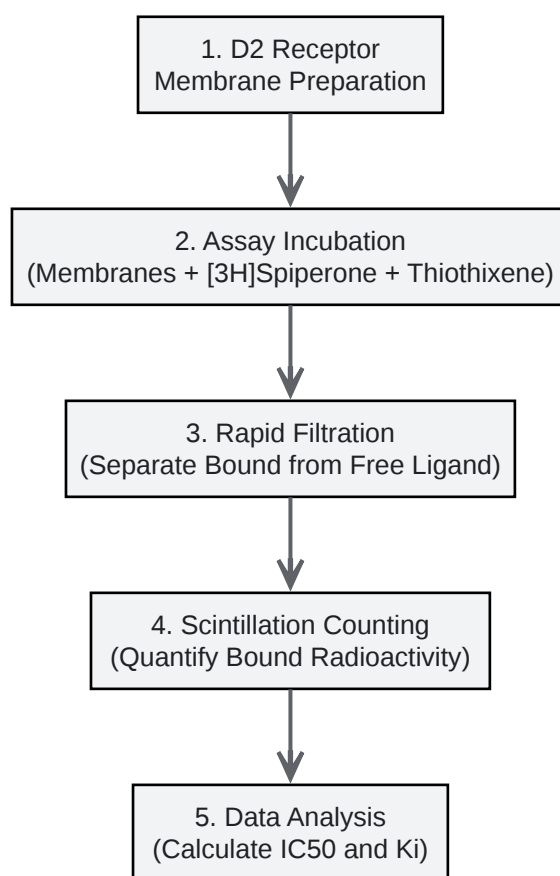 1. D2 Receptor
Membrane Preparation
2. Assay Incubation
(Membranes + [3H]Spiperone + Thiothixene)
3. Rapid Filtration
(Separate Bound from Free Ligand)
4. Scintillation Counting
(Quantify Bound Radioactivity)
5. Data Analysis
(Calculate IC50 and Ki)